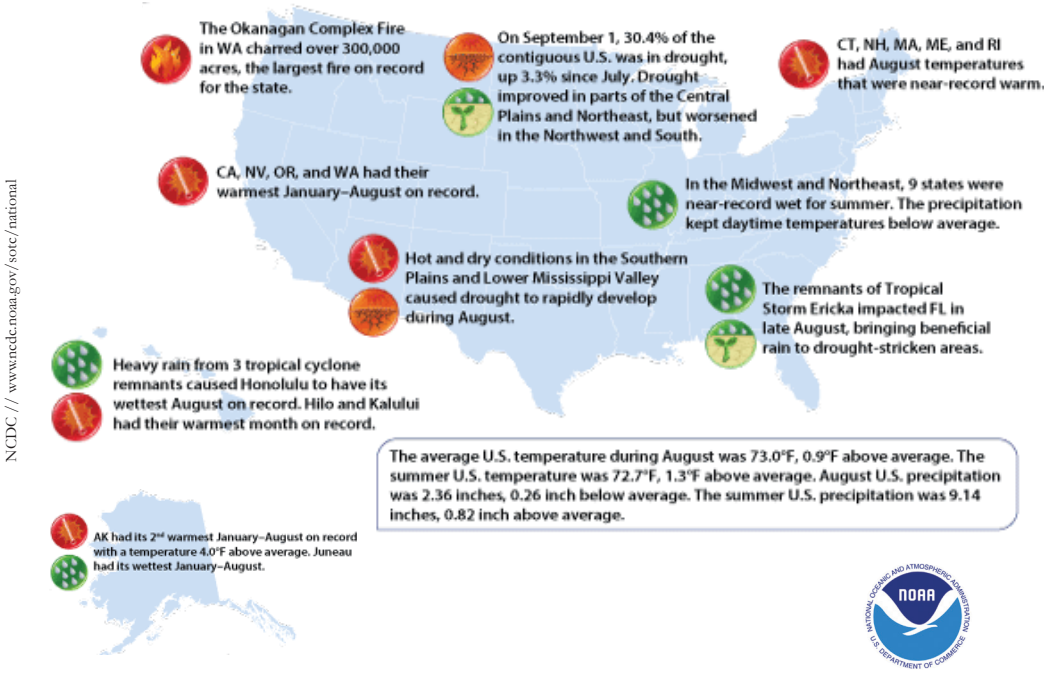 The Okanagan Complex Fire
in WA charred over 300,000
acres, the largest fire on record
for the state.
On September 1, 30.4% of the
contiguous U.S. was in drought,
up 3.3% since July. Drought
improved in parts of the Central
Plains and Northeast, but worsened
in the Northwest and South.
CT, NH, MA, ME, and RI
had August temperatures
that were near-record warm.
CA, NV, OR, and WA had their
warmest January–August on record.
In the Midwest and Northeast, 9 states were
near-record wet for summer. The precipitation
kept daytime temperatures below average.
Hot and dry conditions in the Southern
Plains and Lower Mississippi Valley
caused drought to rapidly develop
during August.
The remnants of Tropical
Storm Ericka impacted FL in
late August, bringing beneficial
rain to drought-stricken areas.
Heavy rain from 3 tropical cyclone
remnants caused Honolulu to have its
wettest August on record. Hilo and Kalului
had their warmest month on record.
The average U.S. temperature during August was 73.0°F, 0.9°F above average. The
summer U.S. temperature was 72.7°F, 1.3°F above average. August U.S. precipitation
was 2.36 inches, 0.26 inch below average. The summer U.S. precipitation was 9.14
inches, 0.82 inch above average.
AK had its 2nd warmest January–August on record
with a temperature 4.0°F above average. Juneau
had its wettest January–August.
NCDC // www.ncdc.noaa.gov/sotc/national
NATIONAL OCEANIC AND ATMOSPHERIC ADMINISTRATION
NOAA
U.S. DEPARTMENT OF COMMERCE